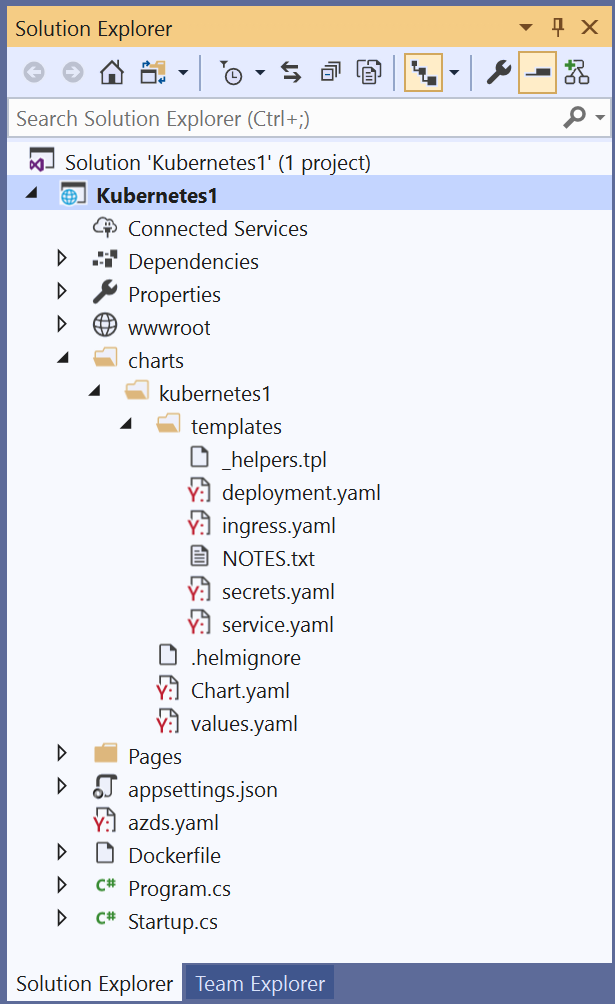 Solution Explorer
Search Solution Explorer (Ctrl+;)
Solution 'Kubernetes1' (1 project)
Kubernetes1
Connected Services
Dependencies
Properties
wwwroot
charts
kubernetes1
templates
_helpers.tpl
deployment.yaml
ingress.yaml
NOTES.txt
secrets.yaml
service.yaml
.helmignore
Chart.yaml
values.yaml
Pages
appsettings.json
azds.yaml
Dockerfile
C# Program.cs
C# Startup.cs
Solution Explorer Team Explorer